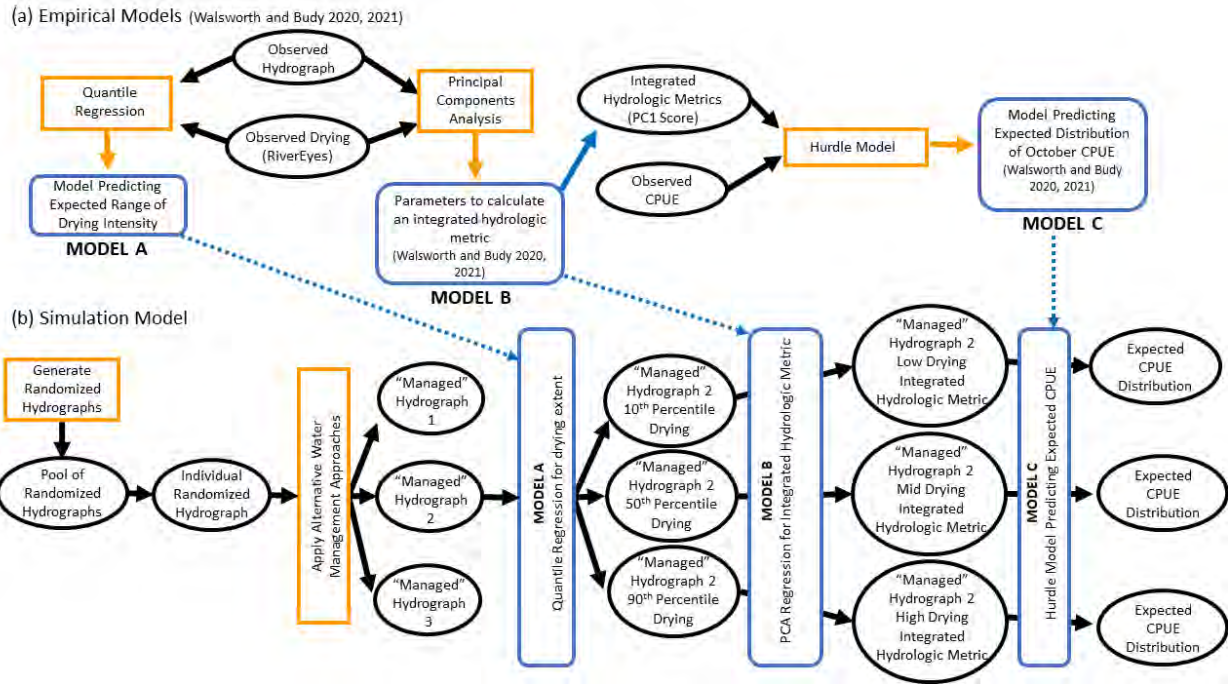 (a) Empirical Models (Walsworth and Budy 2020, 2021)
Observed
Hydrograph
Quantile
Regression
Principal
Components
Analysis
Observed Drying
(RiverEyes)
Model Predicting
Expected Range of
Drying Intensity
MODEL A
Parameters to calculate
an integrated hydrologic
metric
(Walsworth and Budy 2020,
2021)
MODEL B
Integrated
Hydrologic Metrics
(PC1 Score)
Observed
CPUE
Hurdle Model
Model Predicting
Expected Distribution
of October CPUE
(Walsworth and Budy
2020, 2021)
MODEL C
(b) Simulation Model
Generate
Randomized
Hydrographs
Pool of
Randomized
Hydrographs
Individual
Randomized
Hydrograph
Apply Alternative Water
Management Approaches
"Managed"
Hydrograph
1
"Managed"
Hydrograph
2
"Managed"
Hydrograph
3
MODEL A
Quantile Regression for drying extent
"Managed"
Hydrograph 2
10th Percentile
Drying
"Managed"
Hydrograph 2
50th Percentile
Drying
"Managed"
Hydrograph 2
90th Percentile
Drying
MODEL B
PCA Regression for Integrated Hydrologic Metric
"Managed"
Hydrograph 2
Low Drying
Integrated
Hydrologic Metric
"Managed"
Hydrograph 2
Mid Drying
Integrated
Hydrologic Metric
"Managed"
Hydrograph 2
High Drying
Integrated
Hydrologic Metric
MODEL C
Hurdle Model Predicting Expected CPUE
Expected
CPUE
Distribution
Expected
CPUE
Distribution
Expected
CPUE
Distribution